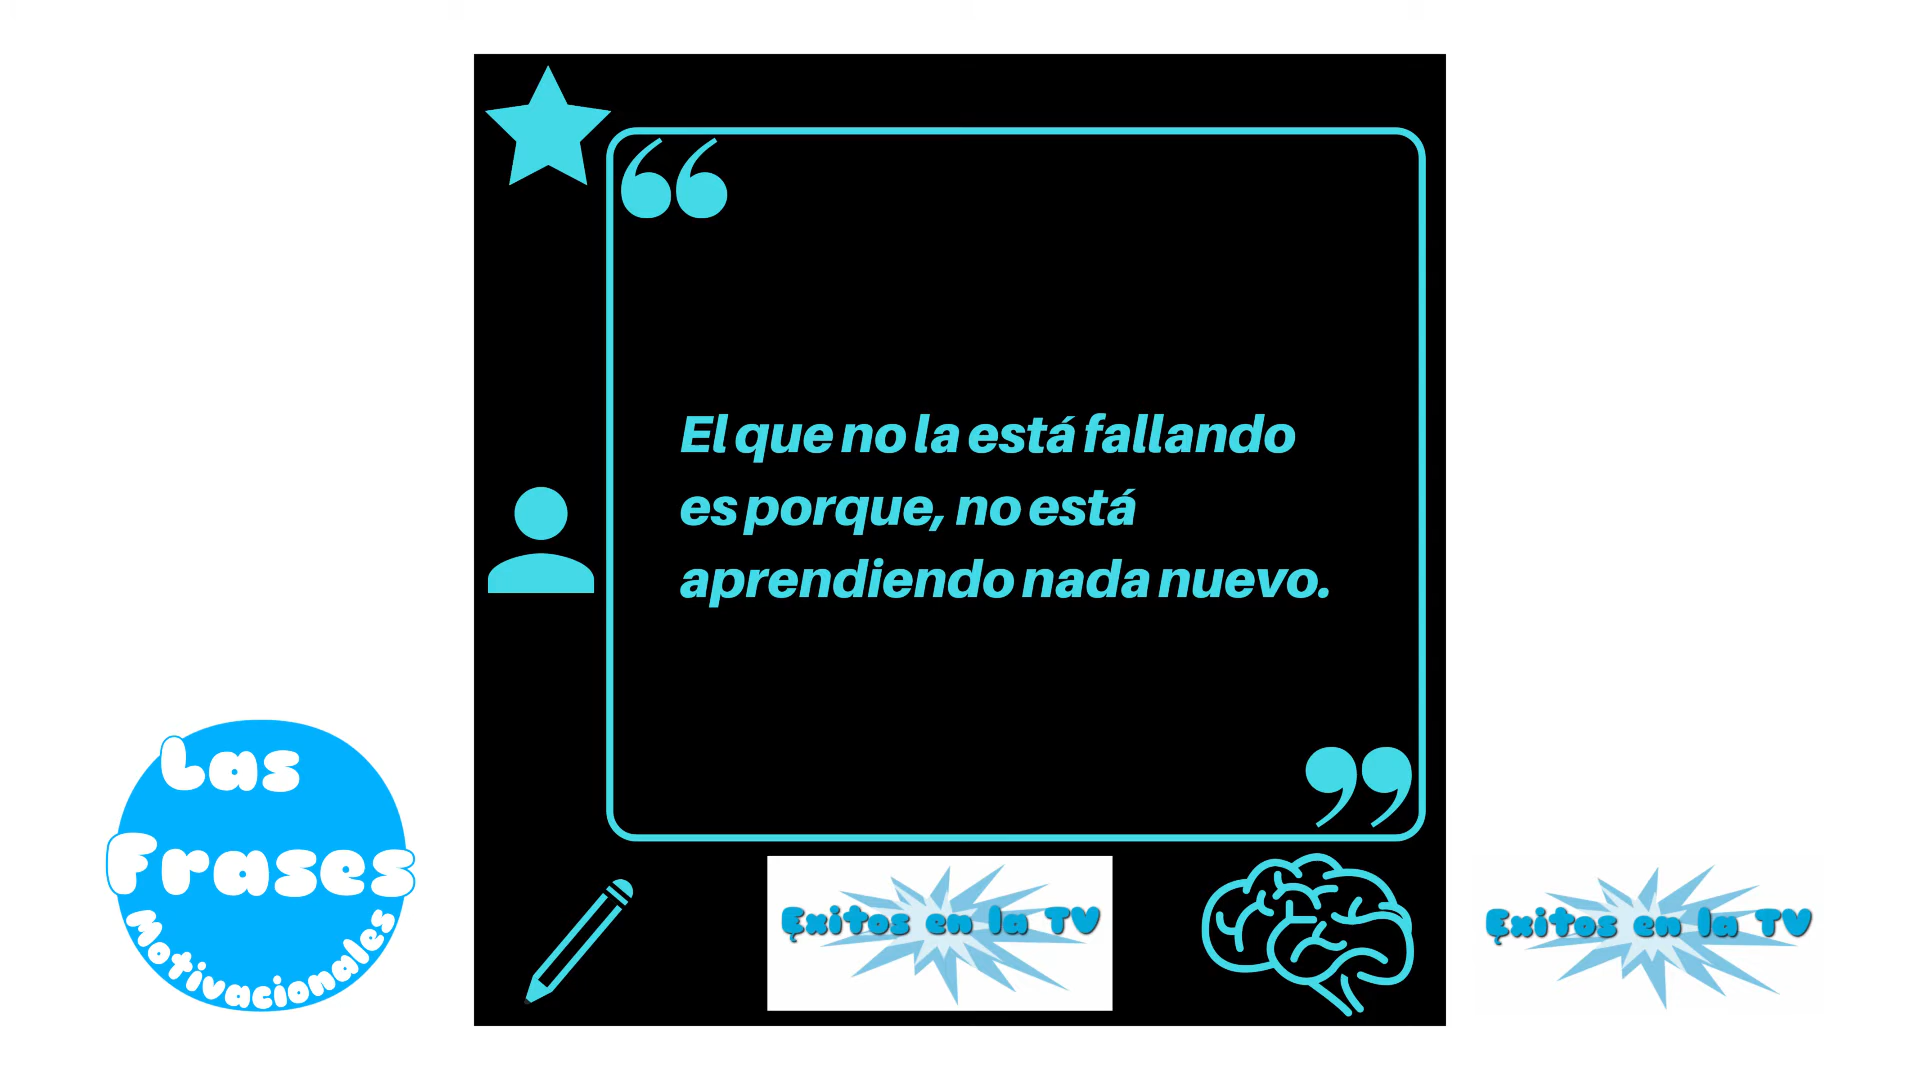 El que no la está fallando
es porque, no está
aprendiendo nada nuevo.
Las
Frases
Motivacionales
Exitos en la TV
Exitos en la TV